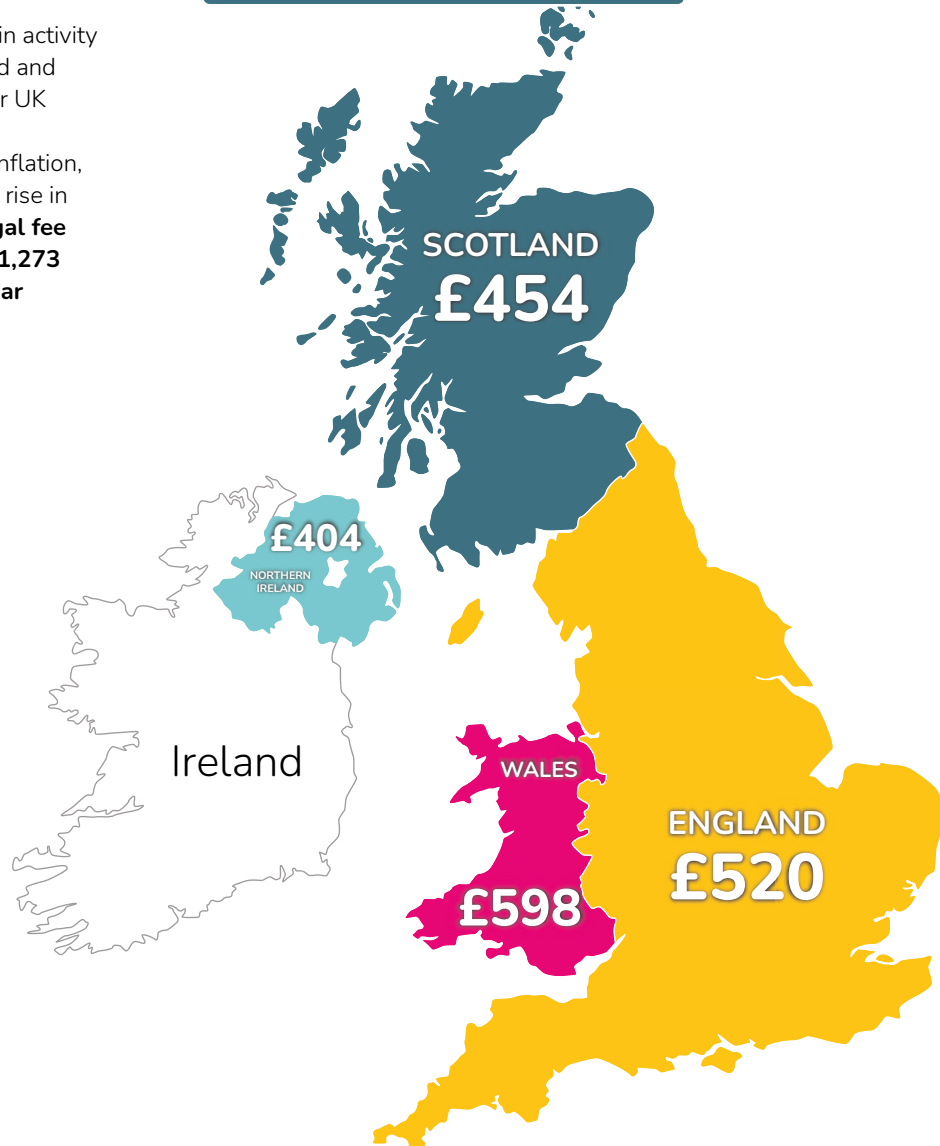 in activity
d and
r UK
nflation,
rise in
gal fee
1,273
ar
SCOTLAND
£454
£404
NORTHERN
IRELAND
Ireland
WALES
£598
ENGLAND
£520